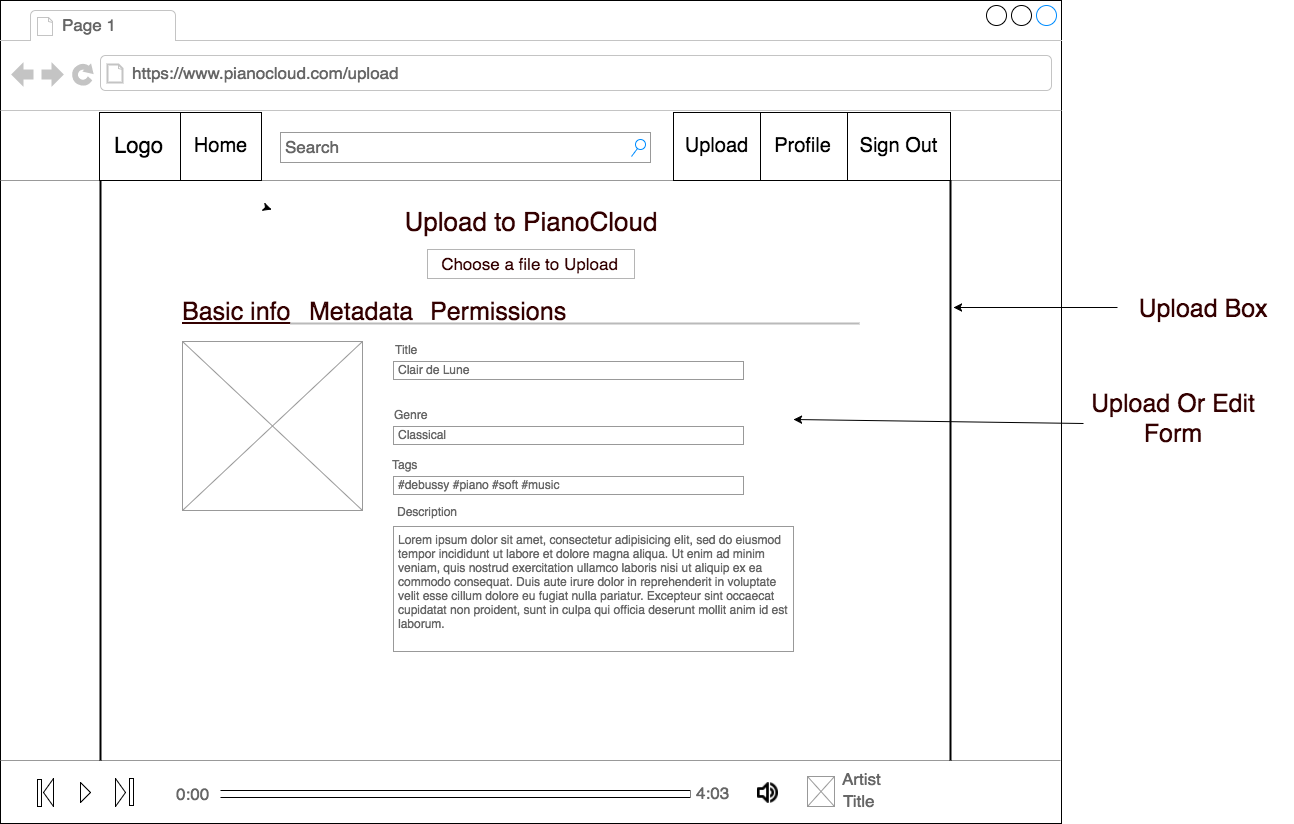 Page 1
https://www.pianocloud.com/upload
Logo
Home
Search
Upload
Profile
Sign Out
Upload to PianoCloud
Choose a file to Upload
Basic info Metadata Permissions
Upload Box
Title
Clair de Lune
Upload Or Edit
Form
Genre
Classical
Tags
#debussy #piano #soft #music
Description
Lorem ipsum dolor sit amet, consectetur adipisicing elit, sed do eiusmod
tempor incididunt ut labore et dolore magna aliqua. Ut enim ad minim
veniam, quis nostrud exercitation ullamco laboris nisi ut aliquip ex ea
commodo consequat. Duis aute irure dolor in reprehenderit in voluptate
velit esse cillum dolore eu fugiat nulla pariatur. Excepteur sint occaecat
cupidatat non proident, sunt in culpa qui officia deserunt mollit anim id est
laborum.
0:00
4:03
Artist
Title